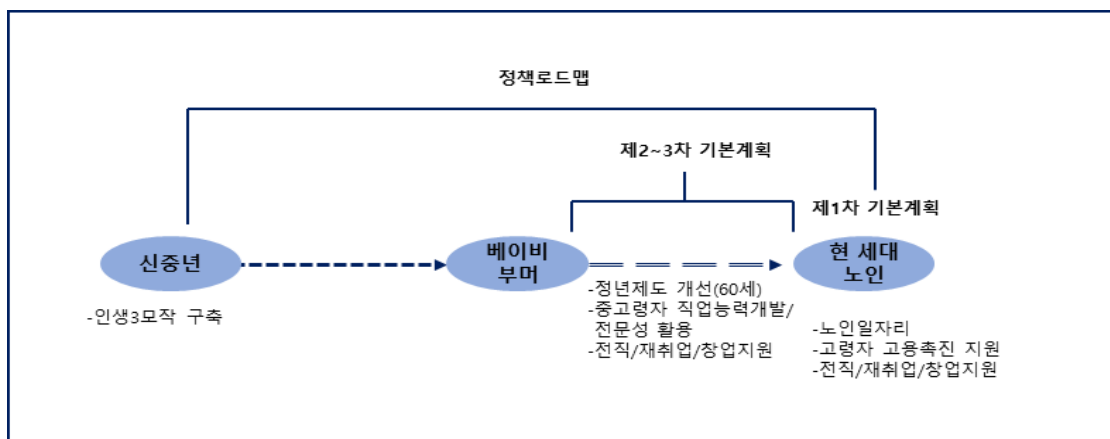 정책로드맵
제2~3차 기본계획
제1차 기본계획
신중년
베이비
부머
현 세대
노인
-인생3모작 구축
-정년제도 개선(60세)
-중고령자 직업능력개발/
전문성 활용
-전직/재취업/창업지원
-노인일자리
-고령자 고용촉진 지원
-전직/재취업/창업지원